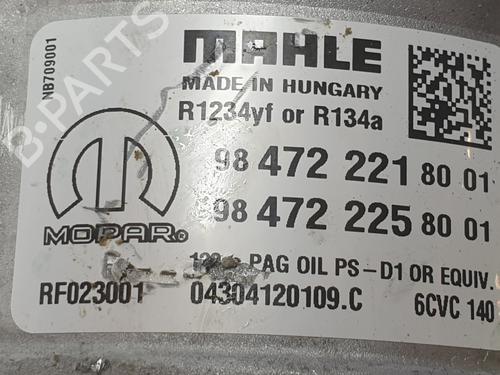 MAHLE
MADE IN HUNGARY
R1234yf or R134a
NB709001
98 472 221 80 01
98 472 225 80 01
MOPAR®
PAG OIL PS-D1 OR EQUIV.
RF023001 04304120109.C 6CVC 140
B-PARTS